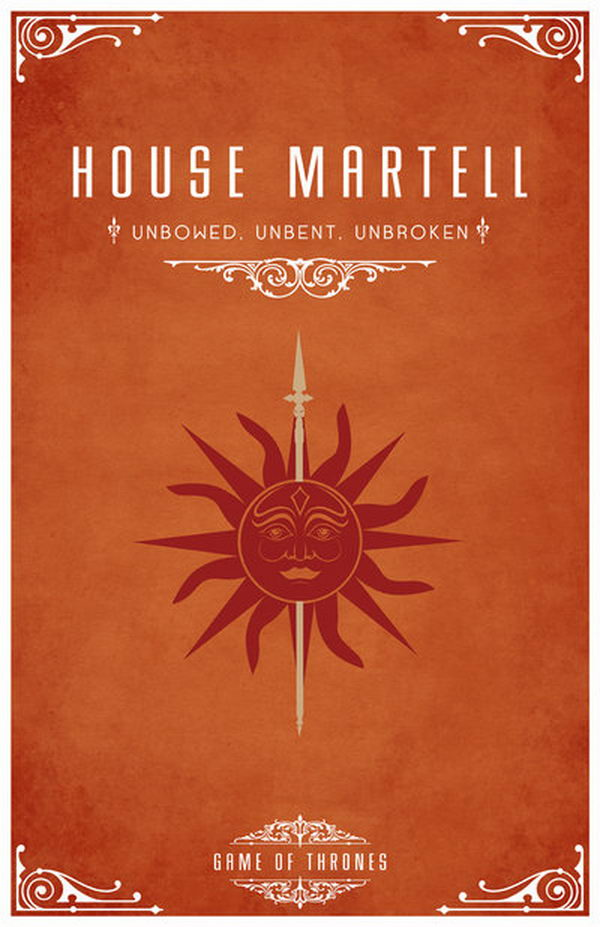 HOUSE MARTELL
UNBOWED, UNBENT, UNBROKEN
GAME OF THRONES